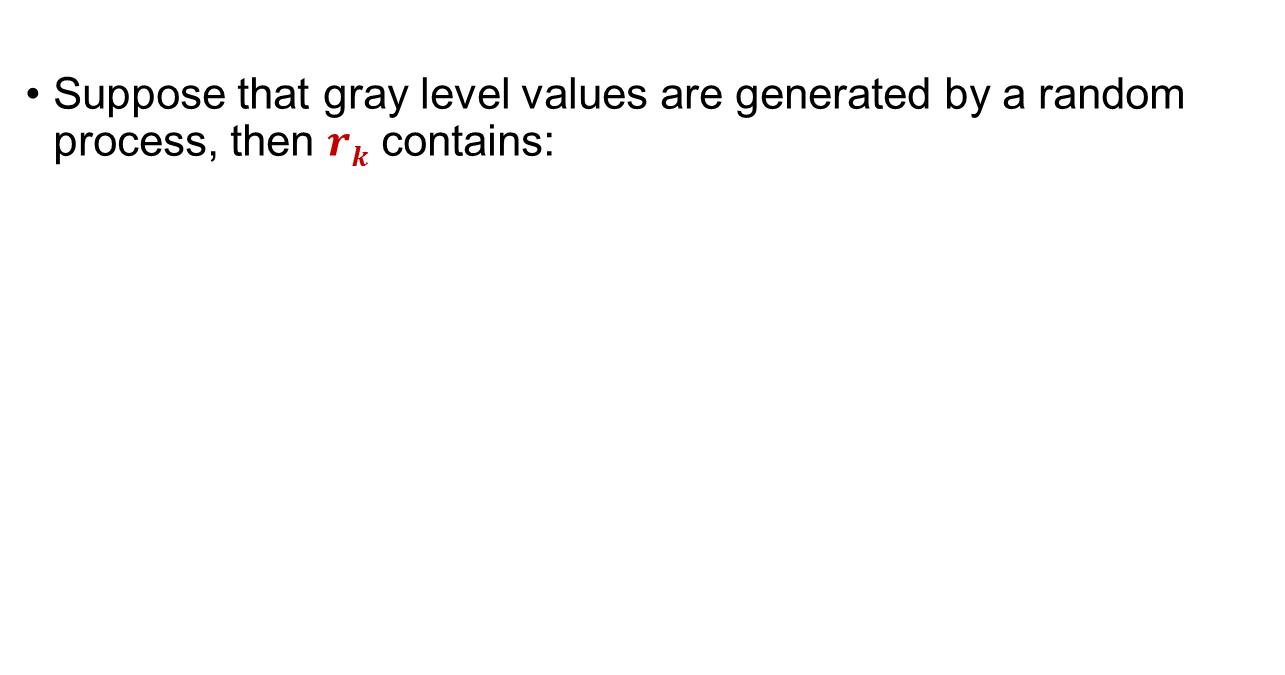 • Suppose that gray level values are generated by a random
process, then r_k contains: